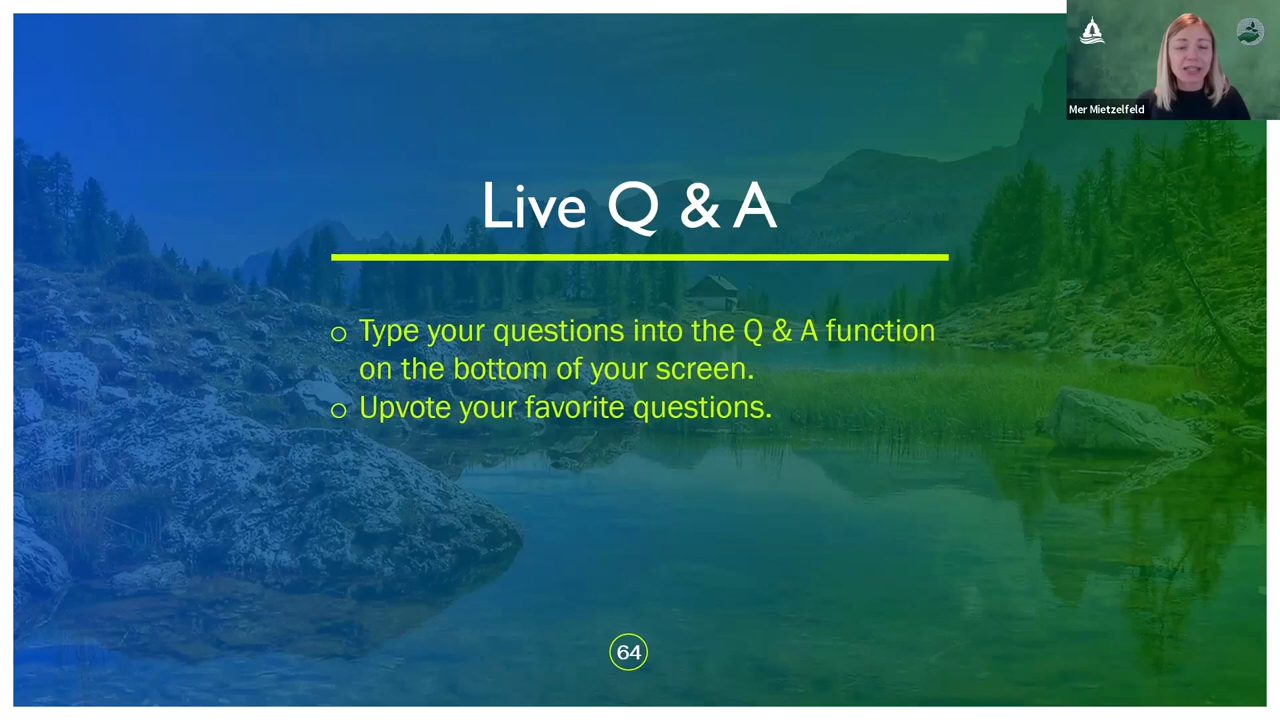 Mer Mietzelfeld
Live Q & A
o Type your questions into the Q & A function
on the bottom of your screen.
o Upvote your favorite questions.
64